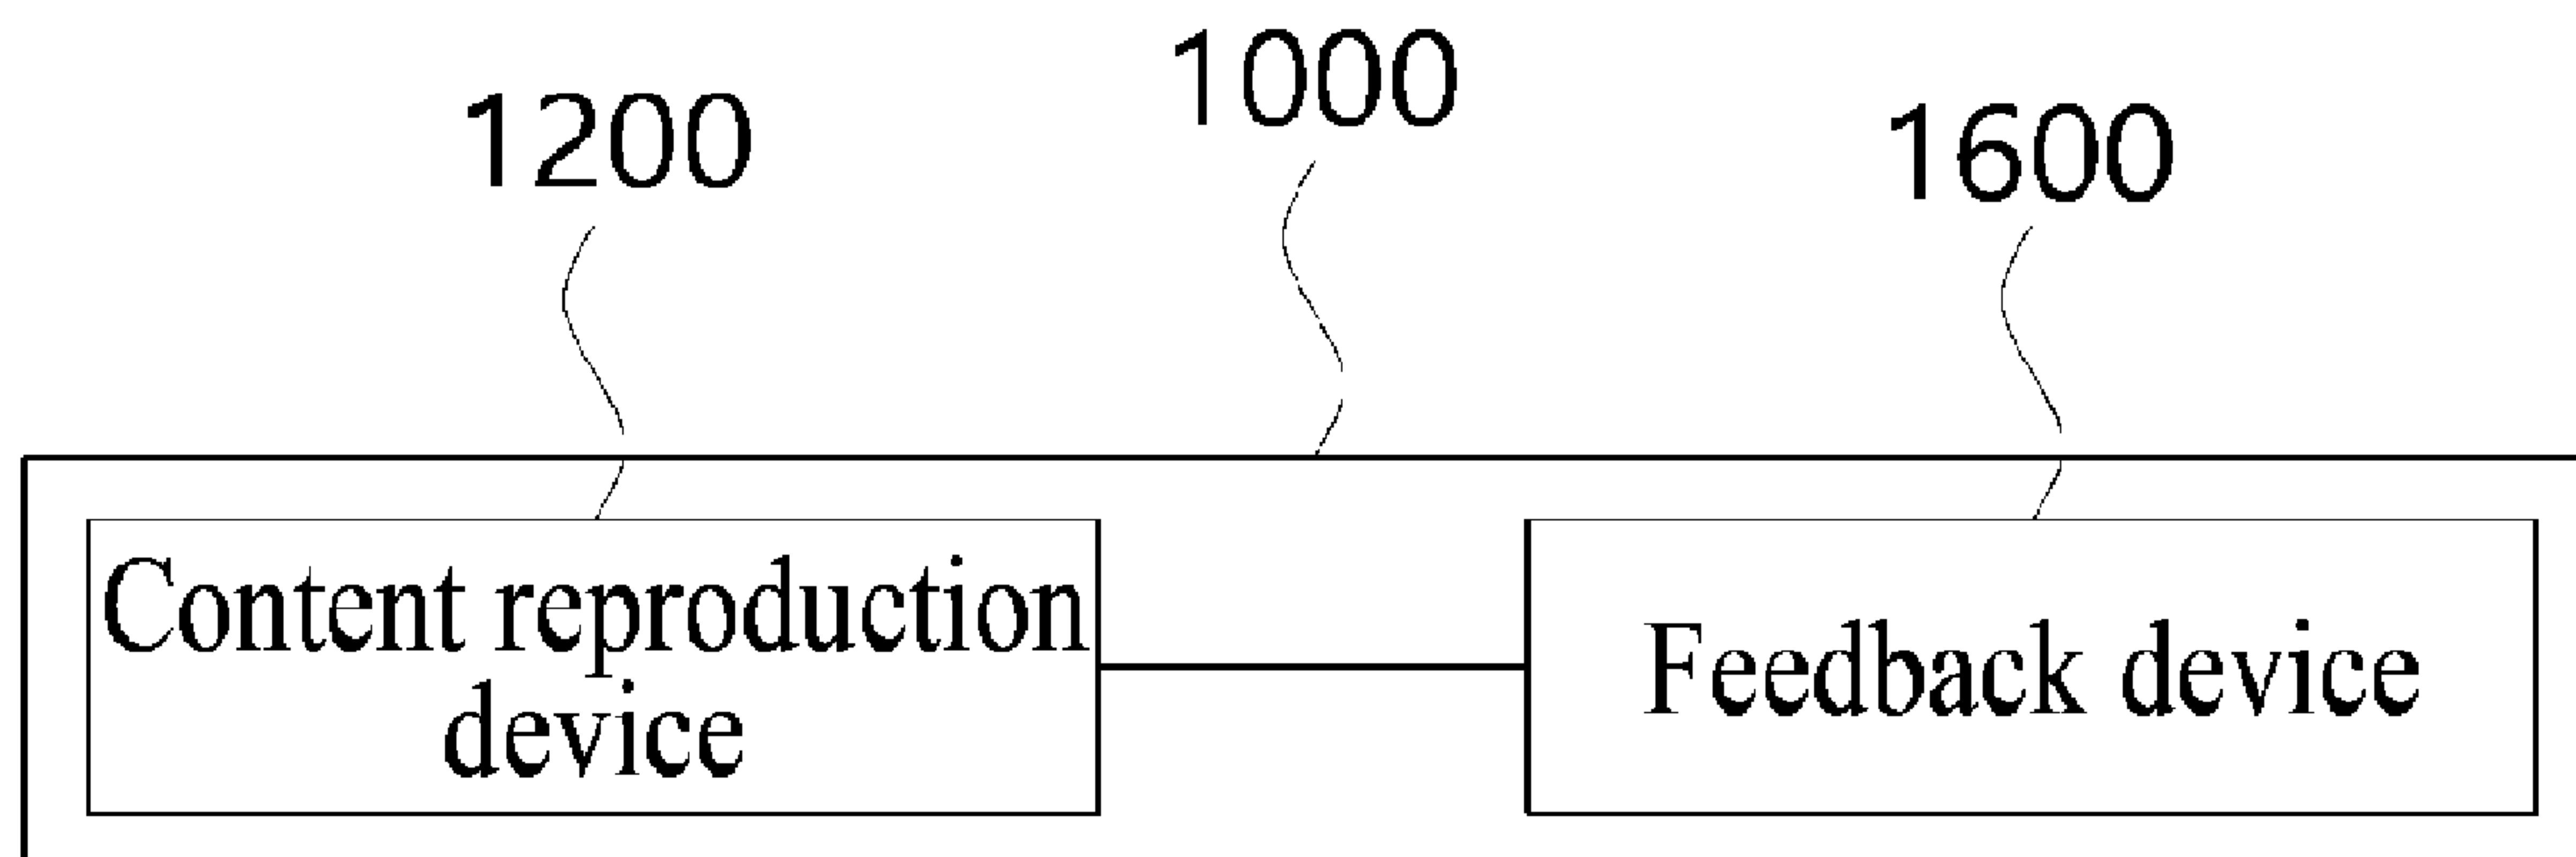 1000
1200
1600
Content reproduction
device
Feedback device